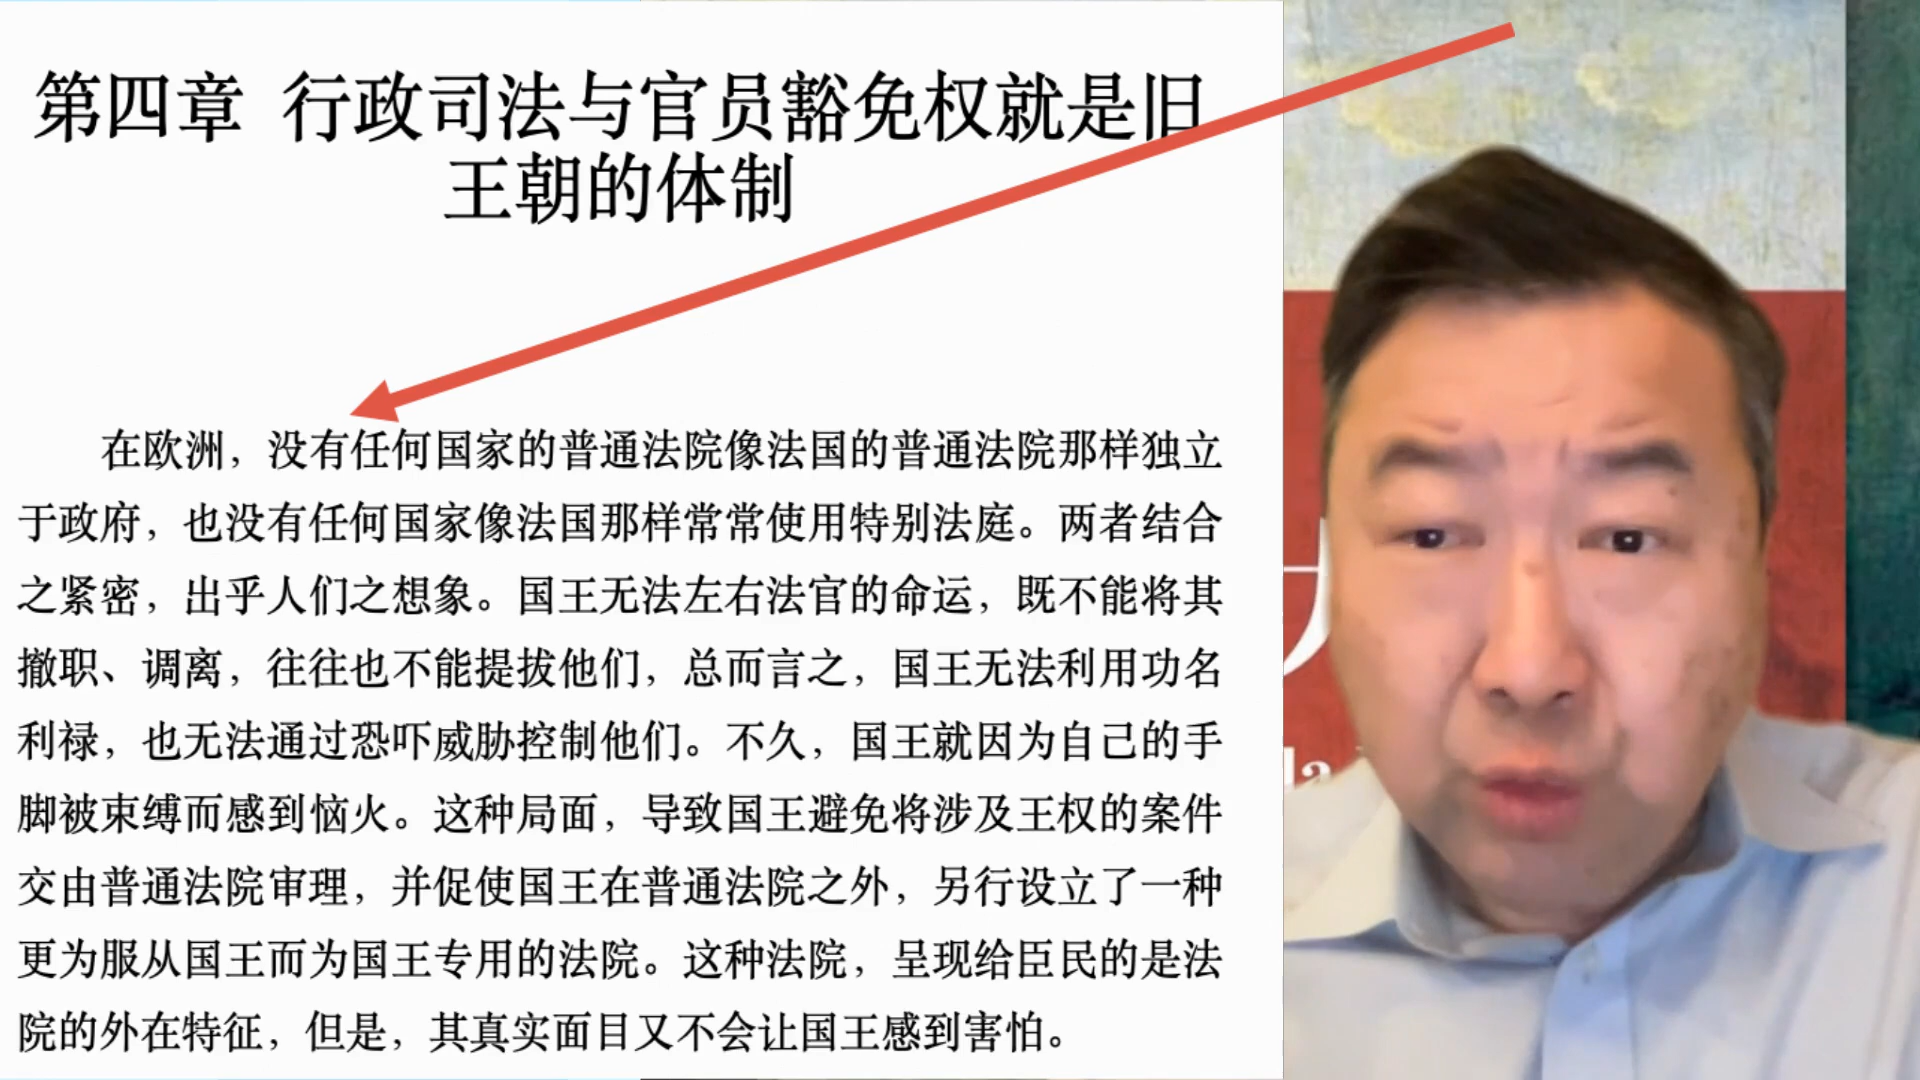 第四章 行政司法与官员豁免权就是旧
王朝的体制
在欧洲，没有任何国家的普通法院像法国的普通法院那样独立
于政府，也没有任何国家像法国那样常常使用特别法庭。两者结合
之紧密，出乎人们之想象。国王无法左右法官的命运，既不能将其
撤职、调离，往往也不能提拔他们，总而言之，国王无法利用功名
利禄，也无法通过恐吓威胁控制他们。不久，国王就因为自己的手
脚被束缚而感到恼火。这种局面，导致国王避免将涉及王权的案件
交由普通法院审理，并促使国王在普通法院之外，另行设立了一种
更为服从国王而为国王专用的法院。这种法院，呈现给臣民的是法
院的外在特征，但是，其真实面目又不会让国王感到害怕。
la